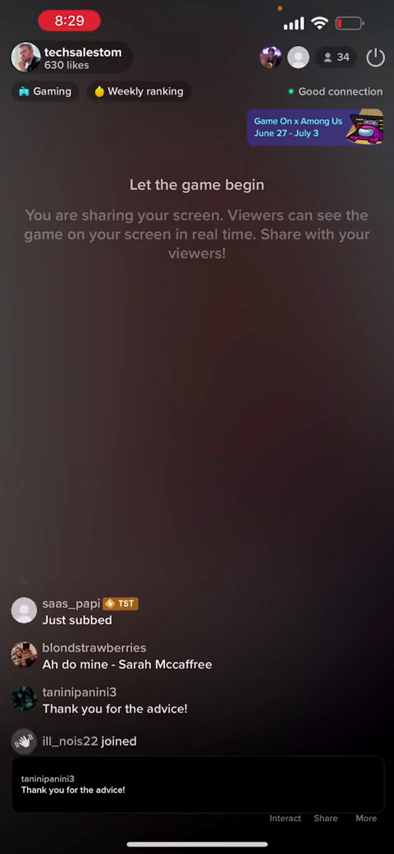 8:29
techsalestom
630 likes
34
Gaming
Weekly ranking
Good connection
Game On x Among Us
June 27 - July 3
Let the game begin
You are sharing your screen. Viewers can see the
game on your screen in real time. Share with your
viewers!
saas_papi TST
Just subbed
blondstrawberries
Ah do mine - Sarah Mccaffree
taninipanini3
Thank you for the advice!
ill_nois22 joined
taninipanini3
Thank you for the advice!
Interact Share More